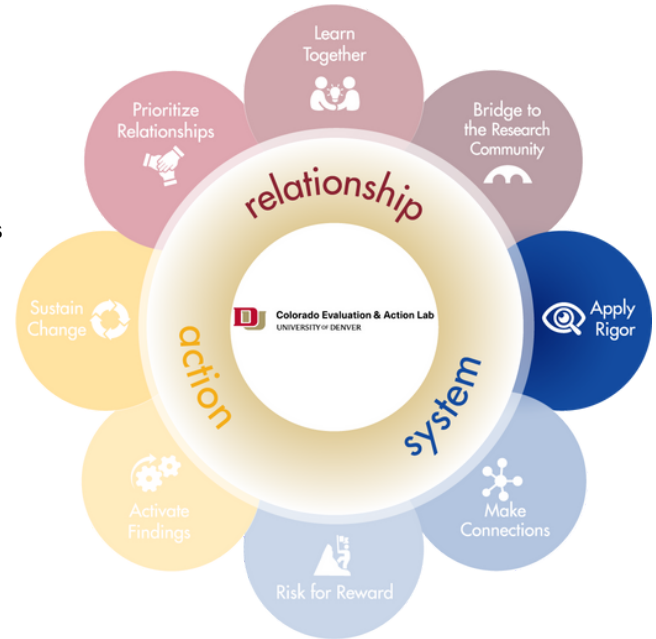 Learn
Together
Prioritize
Relationships
Bridge to
the Research
Community
relationship
s
Sustain
Change
Colorado Evaluation & Action Lab
UNIVERSITY OF DENVER
Apply
Rigor
action
system
Activate
Findings
Make
Connections
Risk for Reward